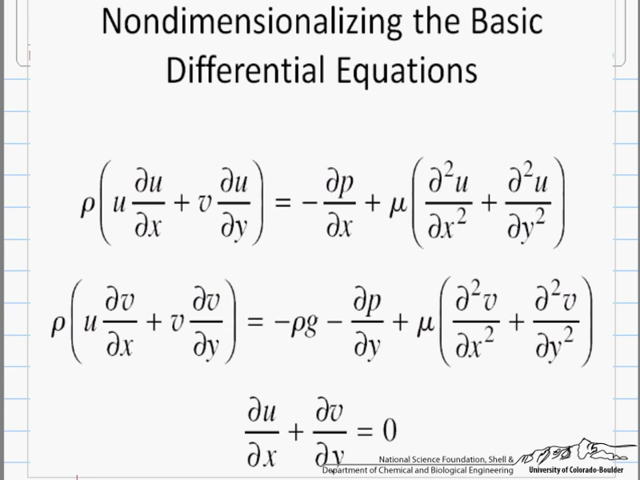 Nondimensionalizing the Basic
Differential Equations
ρ(u ∂u/∂x + v ∂u/∂y) = −∂p/∂x + μ(∂²u/∂x² + ∂²u/∂y²)
ρ(u ∂v/∂x + v ∂v/∂y) = −ρg − ∂p/∂y + μ(∂²v/∂x² + ∂²v/∂y²)
∂u/∂x + ∂v/∂y = 0
National Science Foundation, Shell &
Department of Chemical and Biological Engineering
University of Colorado-Boulder